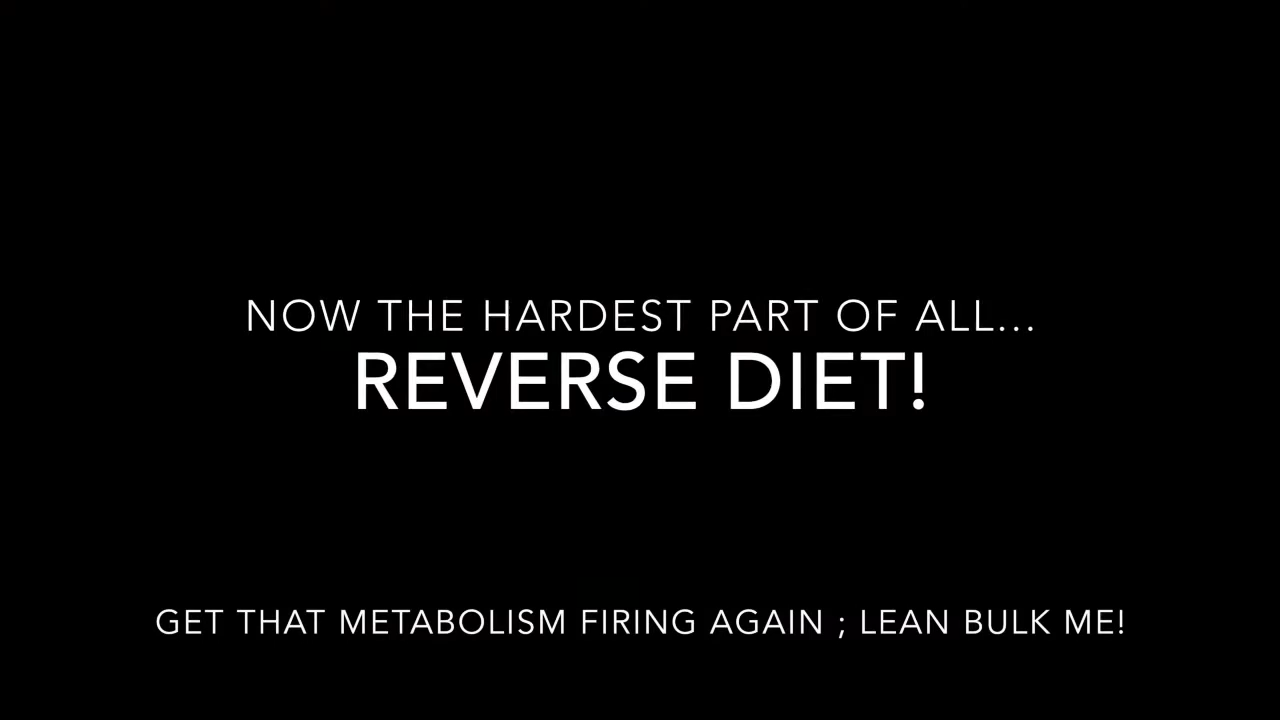 NOW THE HARDEST PART OF ALL...
REVERSE DIET!
GET THAT METABOLISM FIRING AGAIN ; LEAN BULK ME!